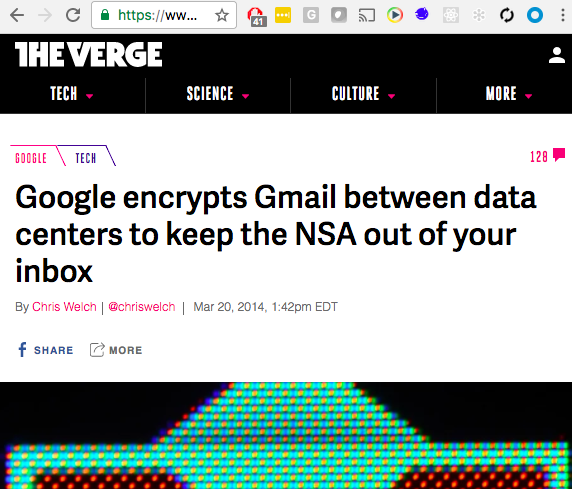 https://ww...
41
THE VERGE
TECH SCIENCE CULTURE MORE
GOOGLE TECH 128
Google encrypts Gmail between data
centers to keep the NSA out of your
inbox
By Chris Welch | @chriswelch | Mar 20, 2014, 1:42pm EDT
SHARE MORE